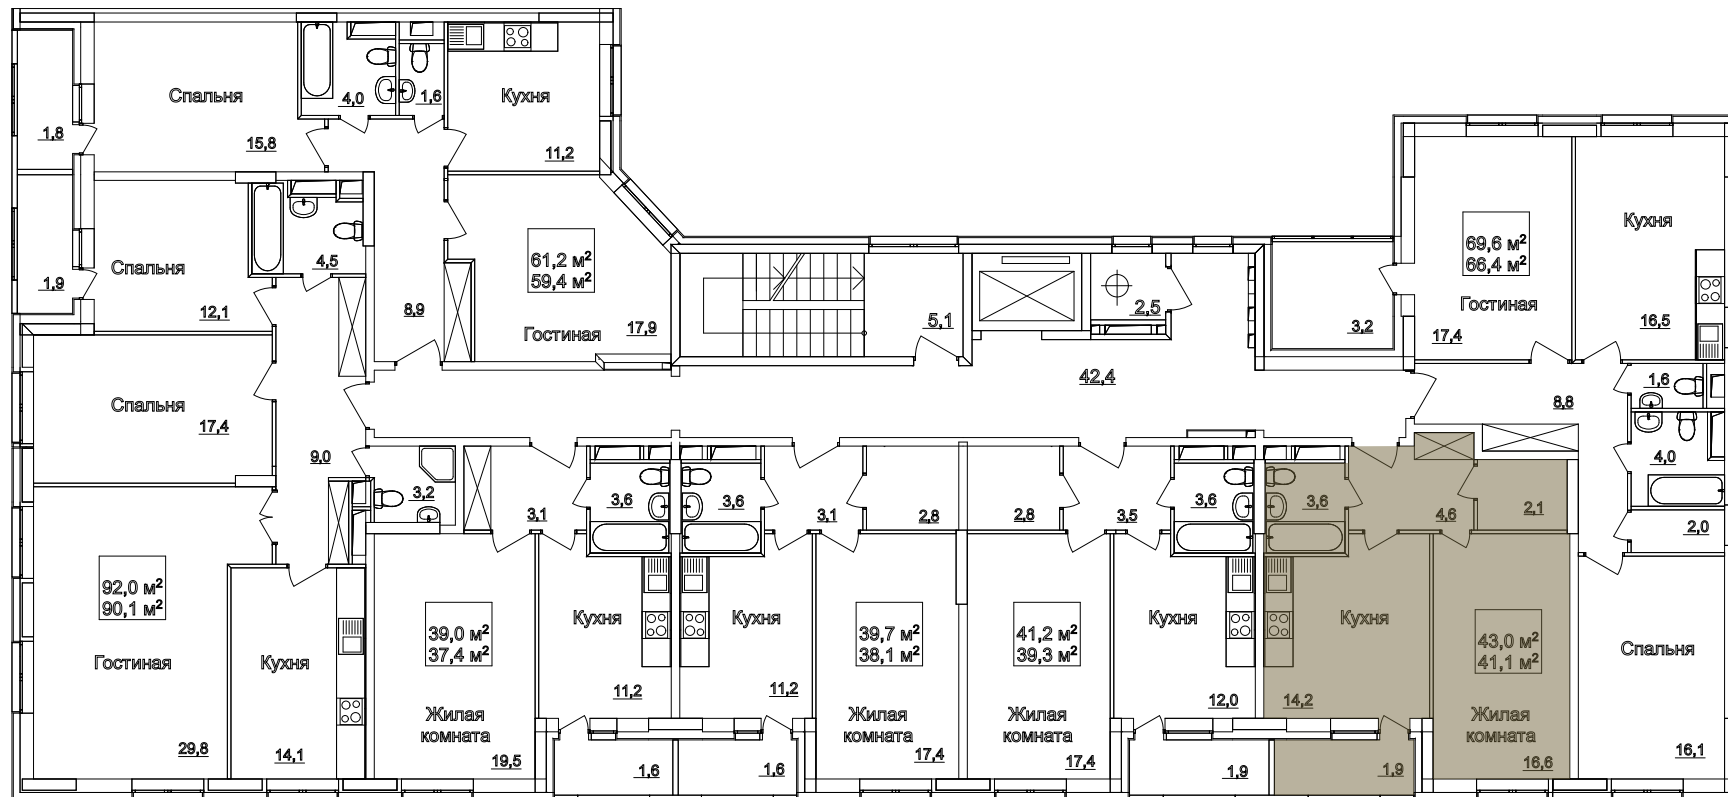 Спальня
4,0
1,6
Кухня
1,8
15,8
11,2
Спальня
4,5
1,9
12,1
8,9
61,2 м²
59,4 м²
Гостиная
17,9
5,1
2,5
3,2
69,6 м²
66,4 м²
Гостиная
17,4
Кухня
16,5
42,4
1,6
8,8
4,0
2,0
Спальня
17,4
9,0
3,2
3,1
3,6
3,6
3,1
2,8
2,8
3,5
3,6
3,6
4,6
2,1
92,0 м²
90,1 м²
Гостиная
29,8
Кухня
14,1
39,0 м²
37,4 м²
Жилая
комната
19,5
Кухня
11,2
1,6
Кухня
11,2
1,6
39,7 м²
38,1 м²
Жилая
комната
17,4
41,2 м²
39,3 м²
Жилая
комната
17,4
Кухня
12,0
1,9
Кухня
14,2
1,9
43,0 м²
41,1 м²
Жилая
комната
16,6
Спальня
16,1